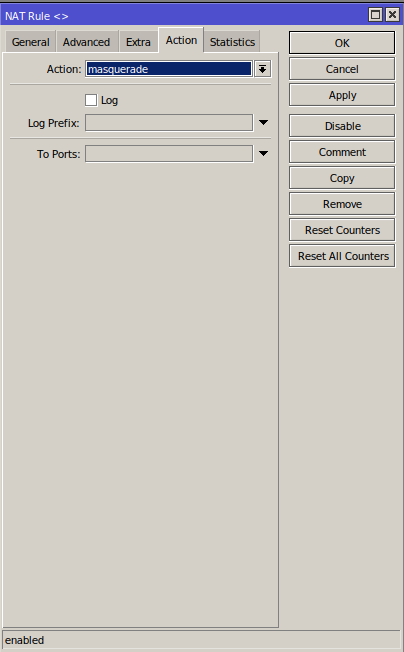 NAT Rule <>
General Advanced Extra Action Statistics
Action: masquerade
Log
Log Prefix:
To Ports:
OK
Cancel
Apply
Disable
Comment
Copy
Remove
Reset Counters
Reset All Counters
enabled